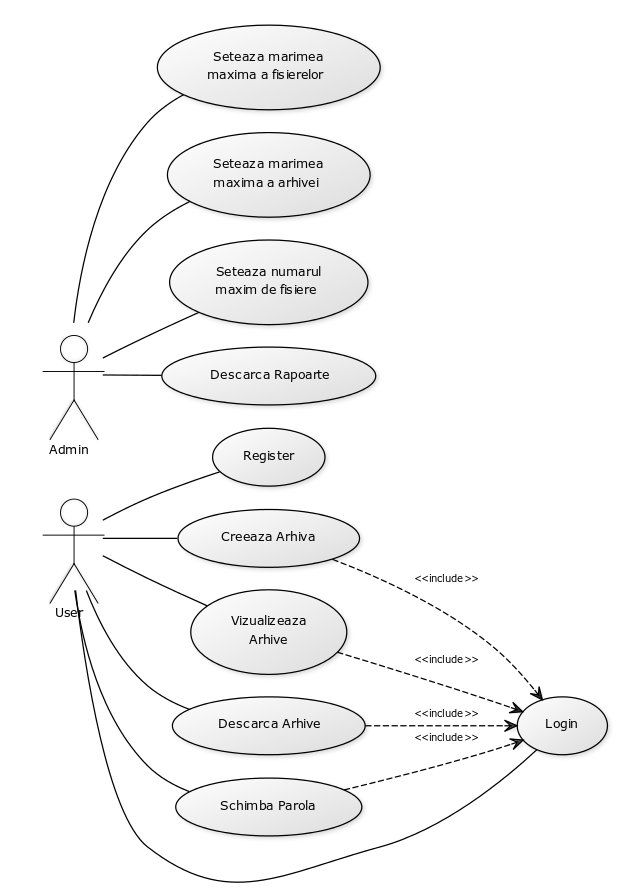 Seteaza marimea
maxima a fisierelor
Seteaza marimea
maxima a arhivei
Seteaza numarul
maxim de fisiere
Descarca Rapoarte
Admin
Register
Creeaza Arhiva
<<include>>
User
Vizualizeaza
Arhive
<<include>>
Descarca Arhive
<<include>>
<<include>>
Login
Schimba Parola